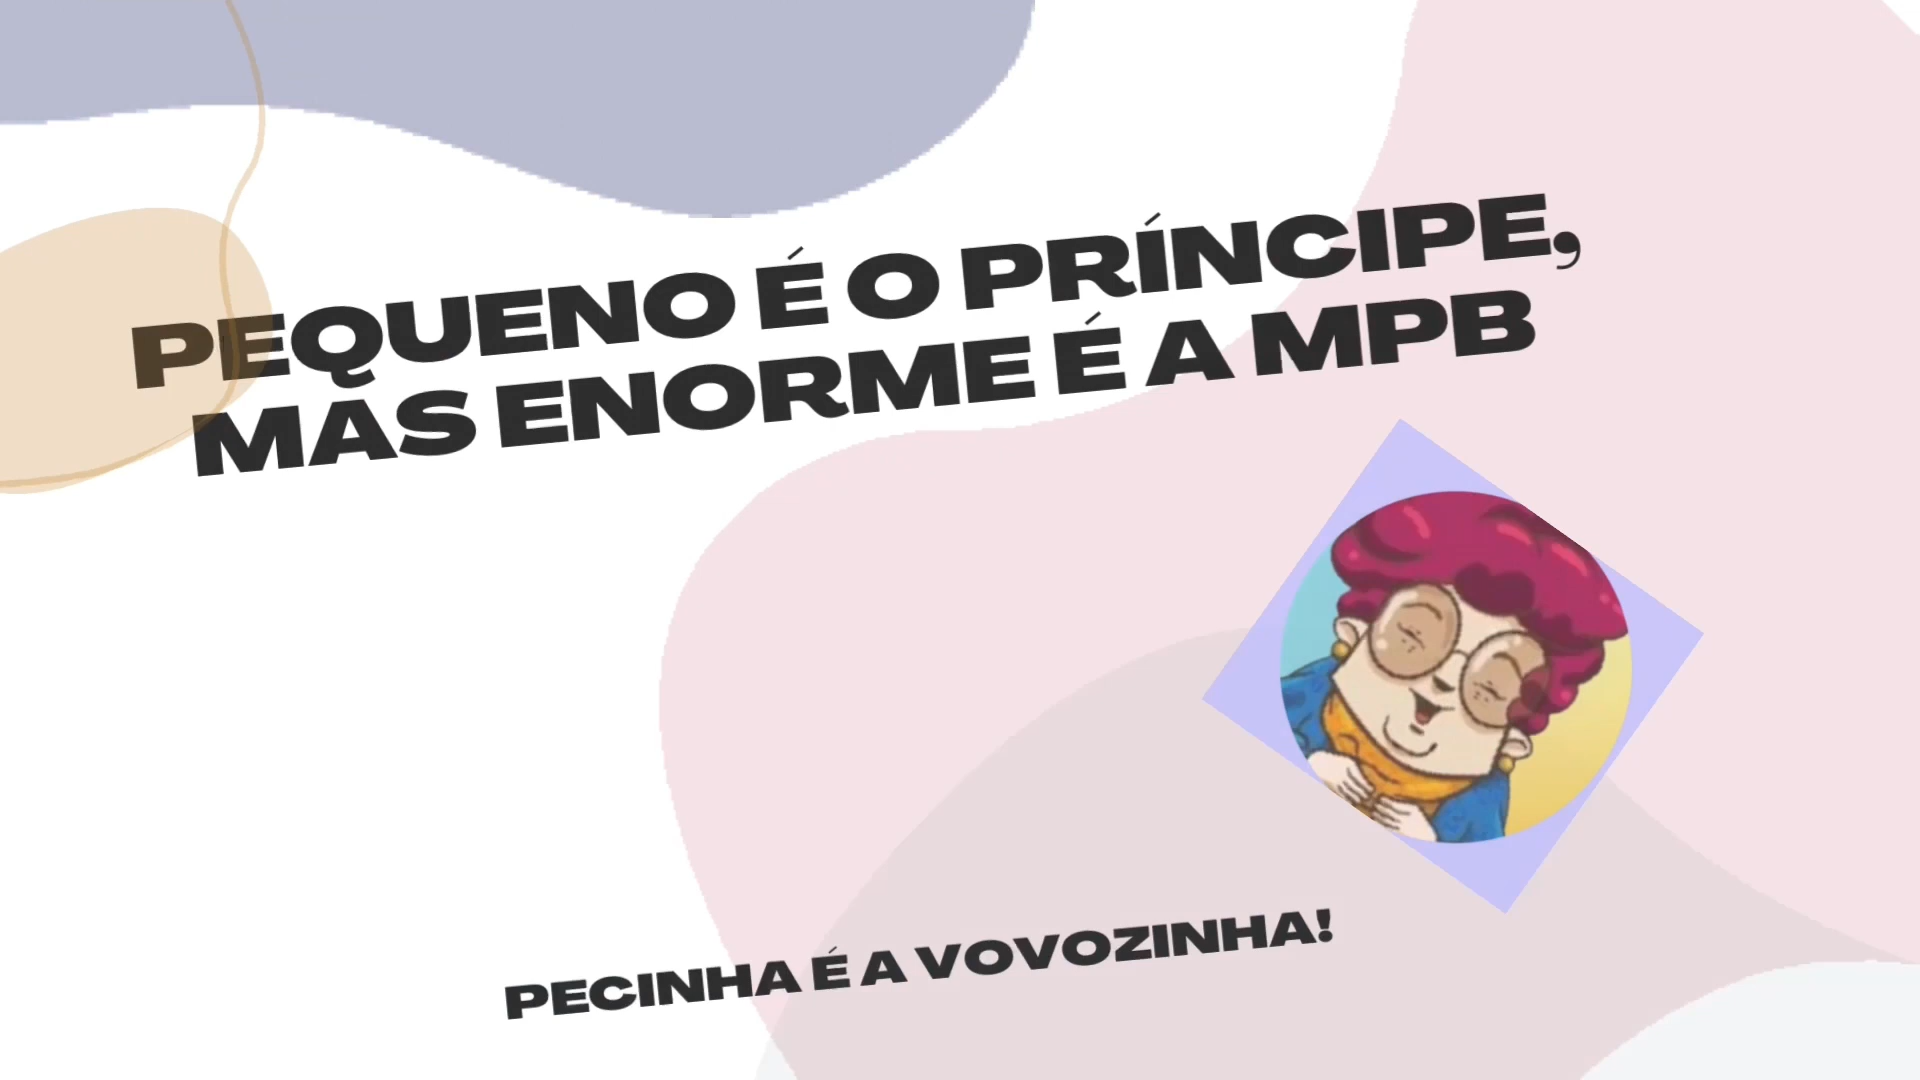 PEQUENO É O PRÍNCIPE,
MAS ENORME É A MPB
PECINHA É A VOVOZINHA!